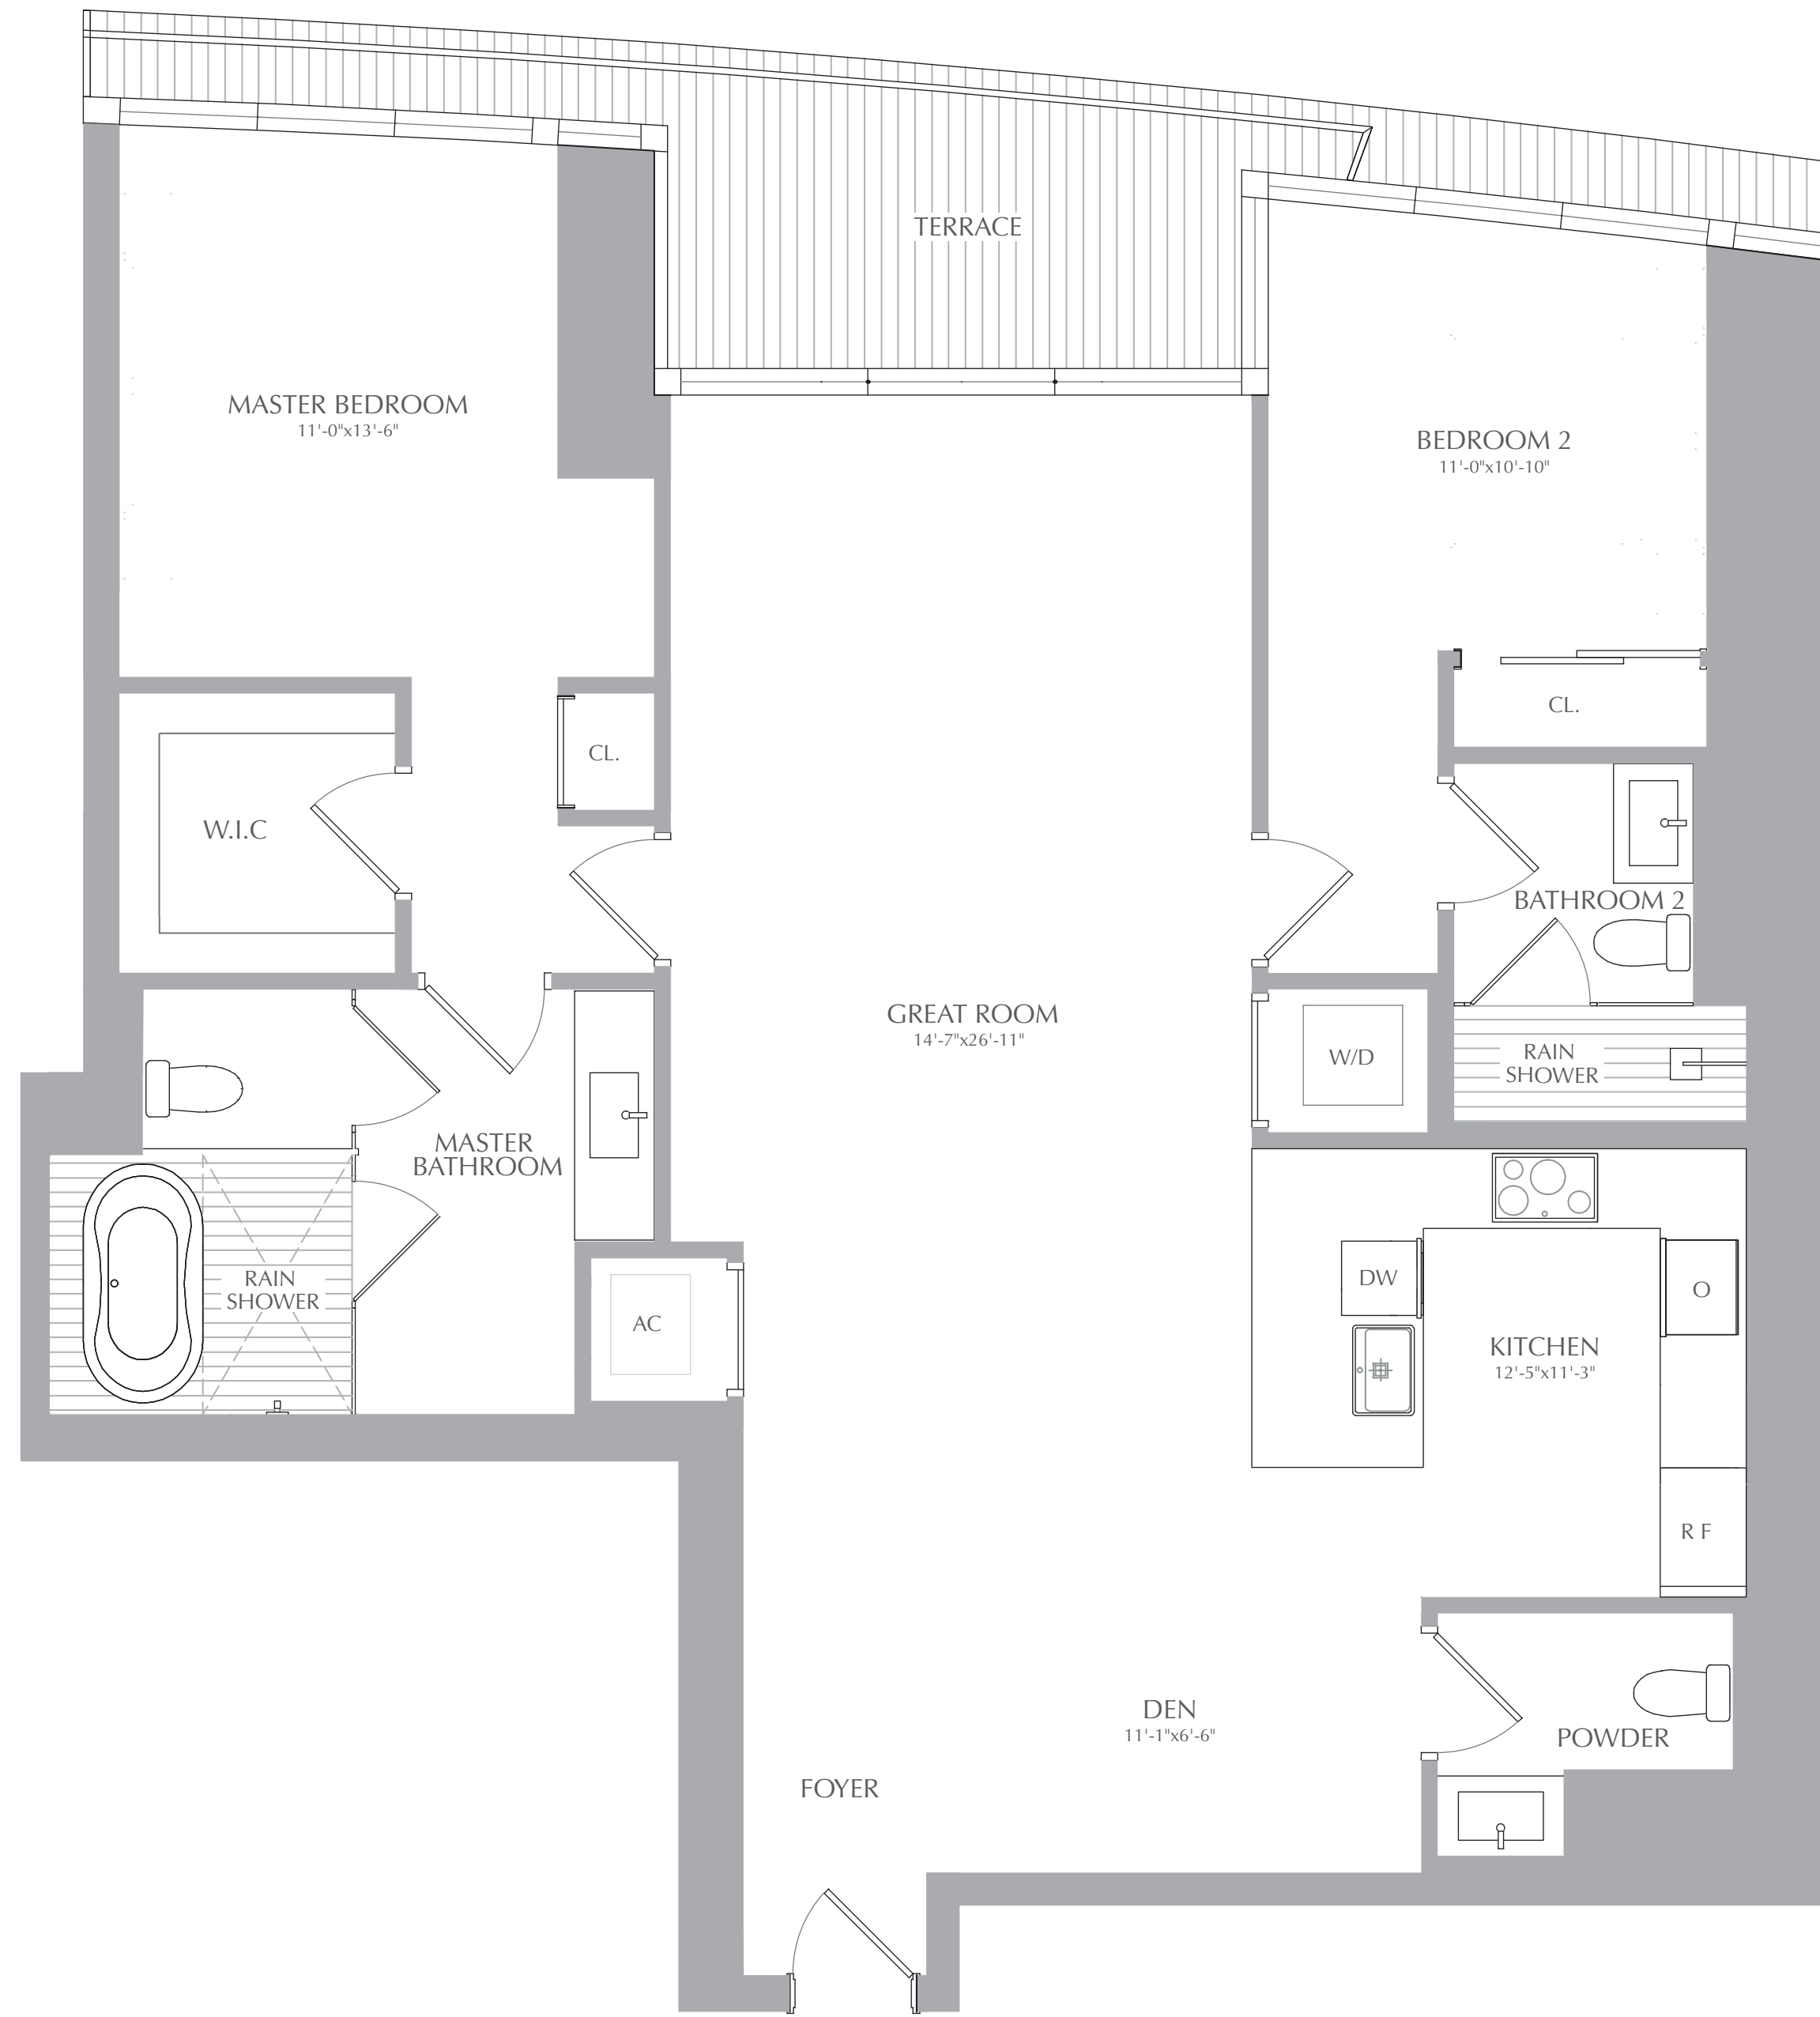 TERRACE
MASTER BEDROOM
11'-0"x13'-6"
BEDROOM 2
11'-0"x10'-10"
CL.
CL.
W.I.C
BATHROOM 2
GREAT ROOM
14'-7"x26'-11"
W/D
RAIN
SHOWER
MASTER
BATHROOM
RAIN
SHOWER
DW
O
AC
KITCHEN
12'-5"x11'-3"
R F
DEN
11'-1"x6'-6"
POWDER
FOYER